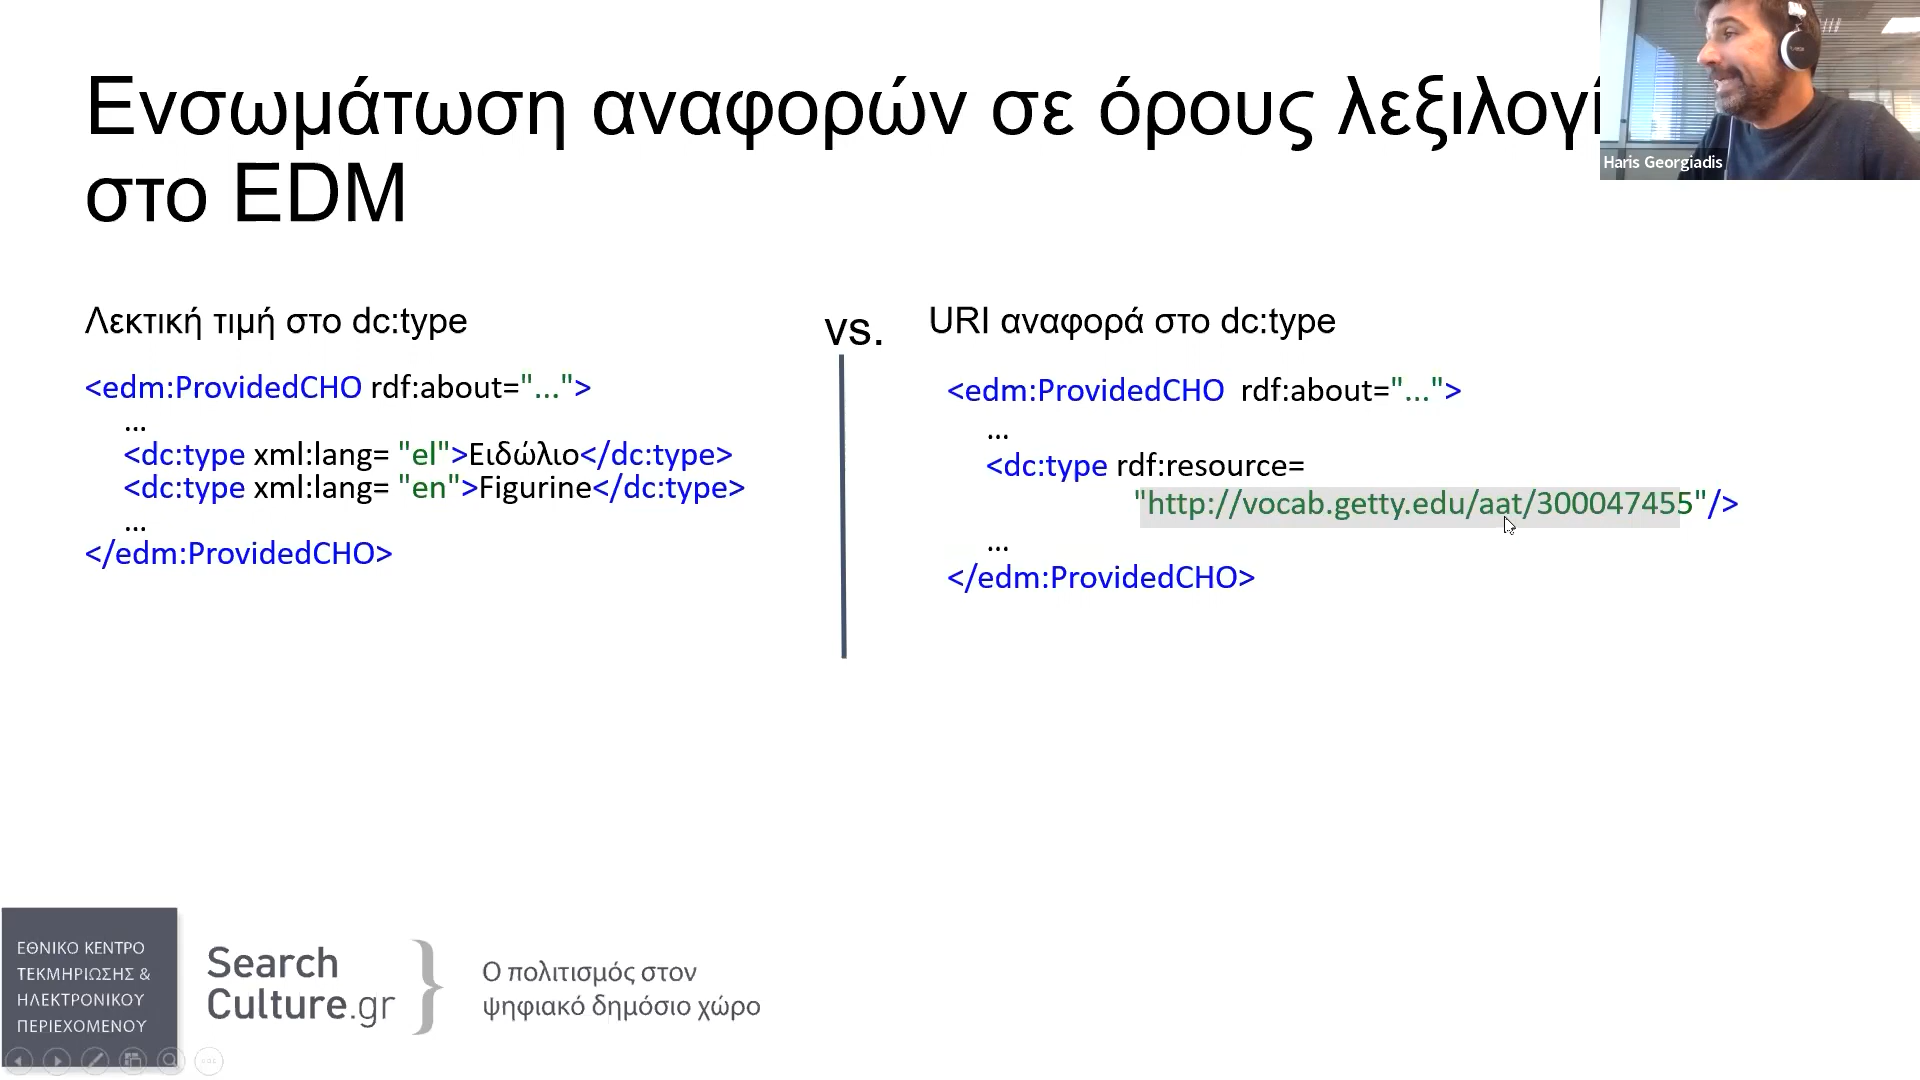 Ενσωμάτωση αναφορών σε όρους λεξιλογί
στο EDM
Haris Georgiadis
Λεκτική τιμή στο dc:type
<edm:ProvidedCHO rdf:about="...">
...
<dc:type xml:lang= "el">Ειδώλιο</dc:type>
<dc:type xml:lang= "en">Figurine</dc:type>
...
</edm:ProvidedCHO>
vs.
URI αναφορά στο dc:type
<edm:ProvidedCHO rdf:about="...">
...
<dc:type rdf:resource=
"http://vocab.getty.edu/aat/300047455"/>
...
</edm:ProvidedCHO>
ΕΘΝΙΚΟ ΚΕΝΤΡΟ
ΤΕΚΜΗΡΙΩΣΗΣ &
ΗΛΕΚΤΡΟΝΙΚΟΥ
ΠΕΡΙΕΧΟΜΕΝΟΥ
Search
Culture.gr
Ο πολιτισμός στον
ψηφιακό δημόσιο χώρο